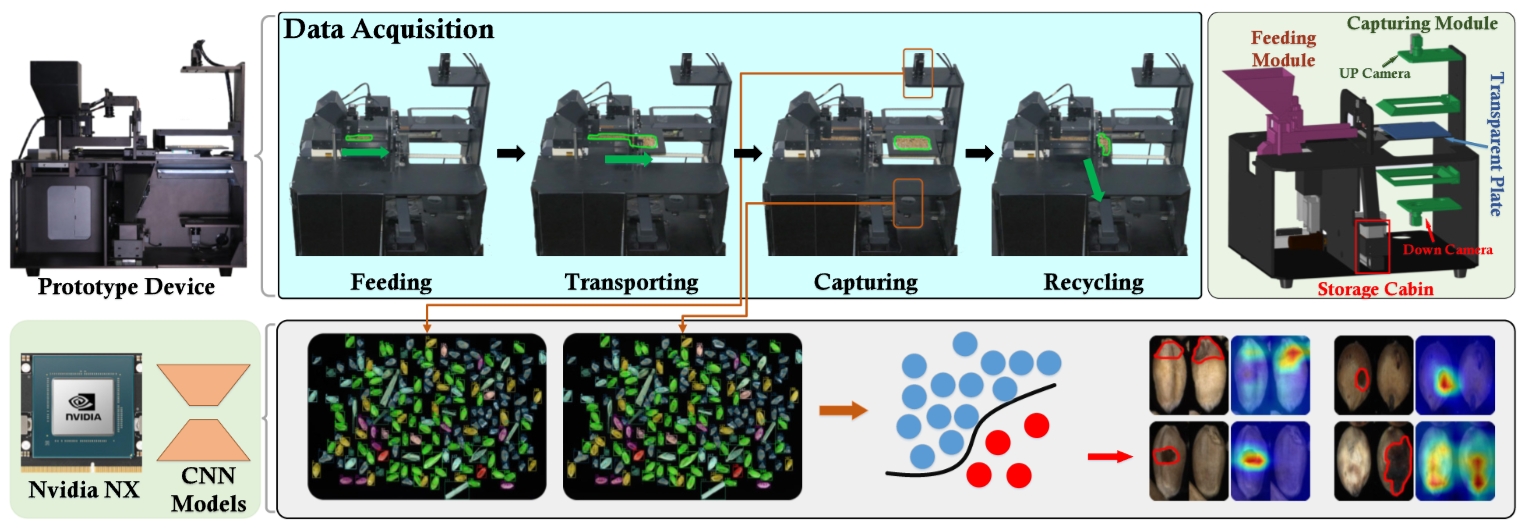 Data Acquisition
Prototype Device
Feeding
Transporting
Capturing
Recycling
Capturing Module
Feeding
Module
UP Camera
Transparent Plate
Down Camera
Storage Cabin
NVIDIA
Nvidia NX
CNN
Models